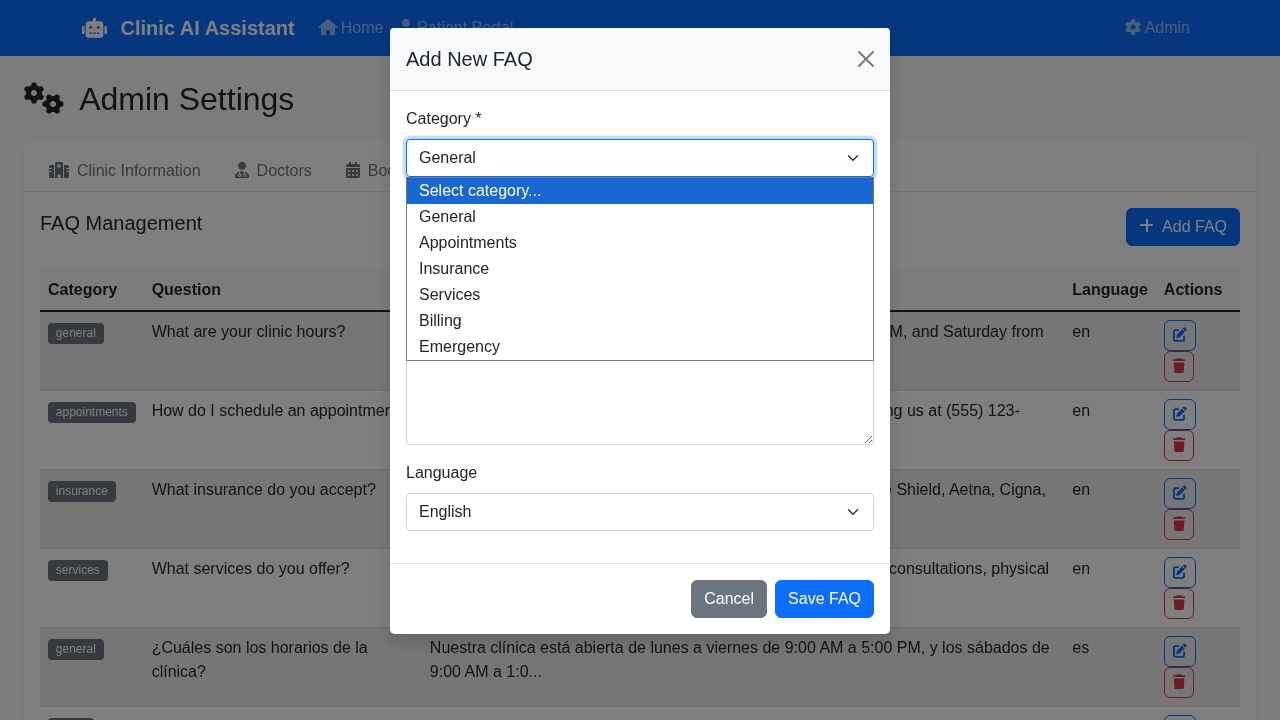 Clinic AI Assistant Home Patient Portal Admin
Add New FAQ
Admin Settings
Category *
General
Clinic Information Doctors Boo
Select category...
General
Appointments
Insurance
Services
Billing
Emergency
FAQ Management
Add FAQ
Category Question Language Actions
general What are your clinic hours? M, and Saturday from en
appointments How do I schedule an appointmen ng us at (555) 123- en
Language
insurance What insurance do you accept? e Shield, Aetna, Cigna, en
English
services What services do you offer? consultations, physical en
Cancel Save FAQ
general ¿Cuáles son los horarios de la Nuestra clínica está abierta de lunes a viernes de 9:00 AM a 5:00 PM, y los sábados de es
clínica? 9:00 AM a 1:0...